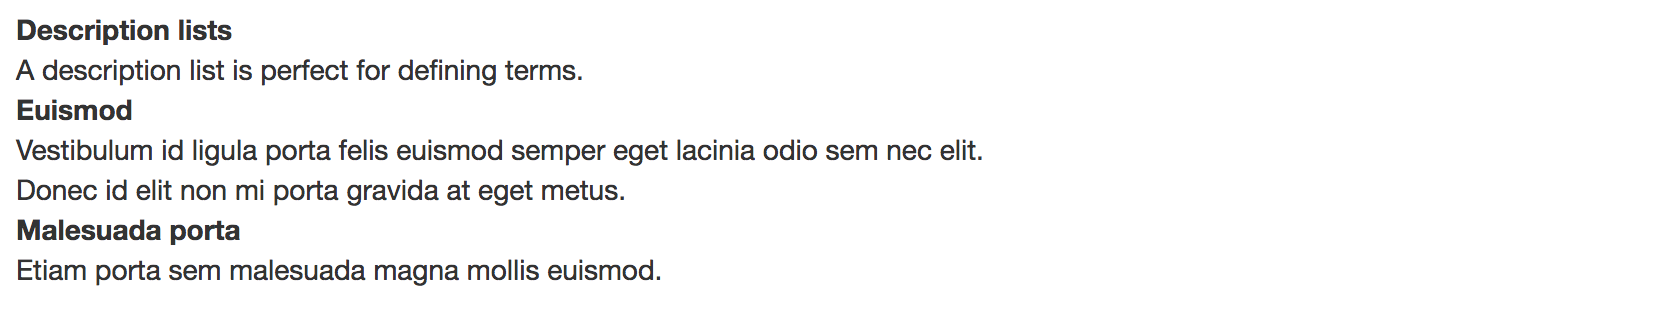 Description lists
A description list is perfect for defining terms.
Euismod
Vestibulum id ligula porta felis euismod semper eget lacinia odio sem nec elit.
Donec id elit non mi porta gravida at eget metus.
Malesuada porta
Etiam porta sem malesuada magna mollis euismod.